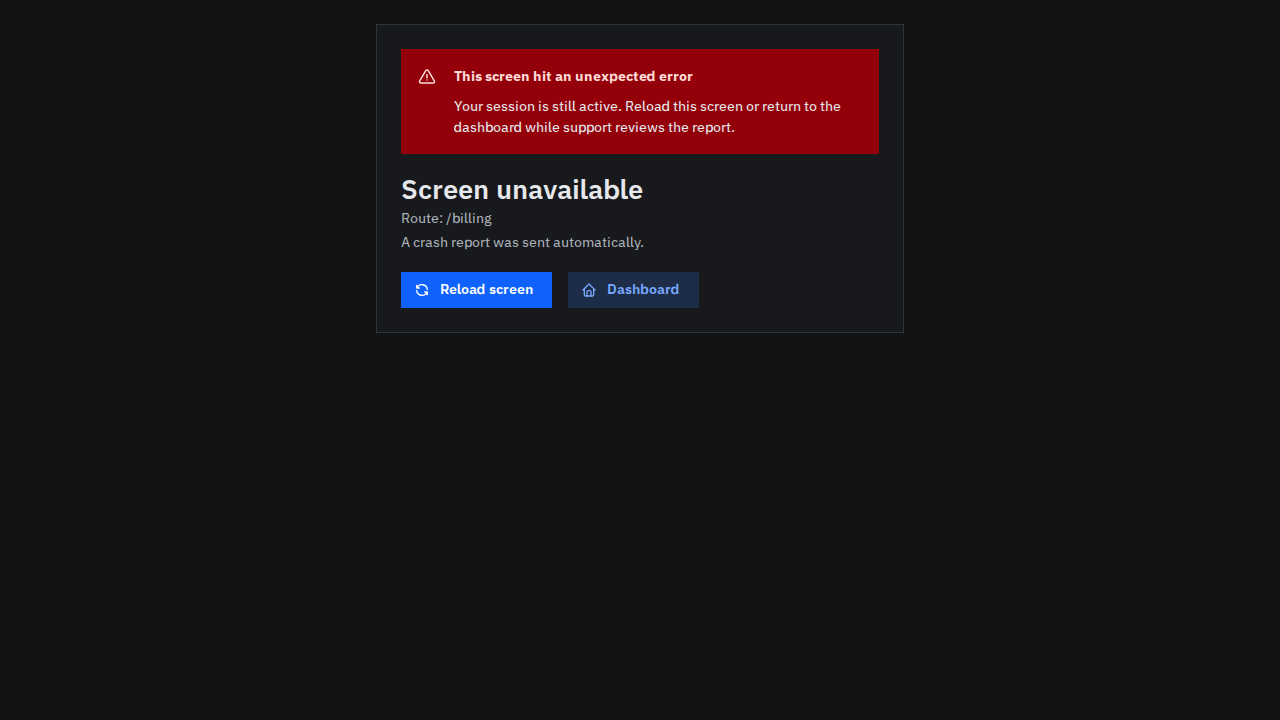 This screen hit an unexpected error
Your session is still active. Reload this screen or return to the
dashboard while support reviews the report.
Screen unavailable
Route: /billing
A crash report was sent automatically.
Reload screen
Dashboard